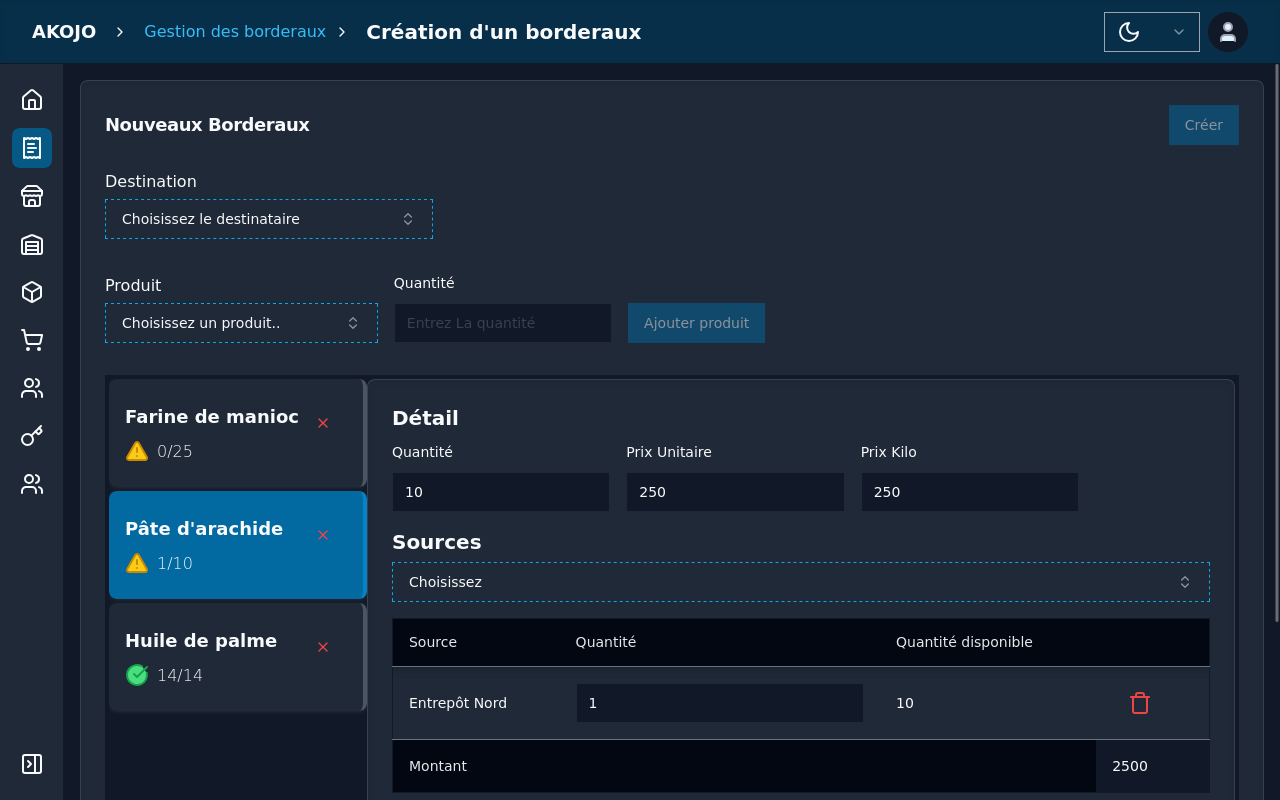 AKOJO
Gestion des borderaux
Création d'un borderaux
Nouveaux Borderaux
Créer
Destination
Choisissez le destinataire
Produit
Quantité
Choisissez un produit..
Entrez La quantité
Ajouter produit
Farine de manioc
0/25
Pâte d'arachide
1/10
Huile de palme
14/14
Détail
Quantité
Prix Unitaire
Prix Kilo
10
250
250
Sources
Choisissez
Source
Quantité
Quantité disponible
Entrepôt Nord
1
10
Montant
2500